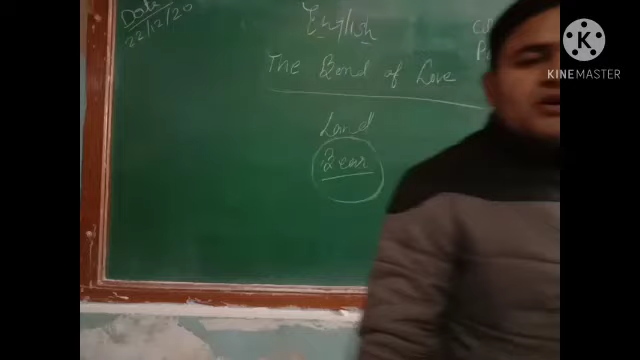 Date
22/12/20
English
The Bond of Love
Land
Bear
KINEMASTER